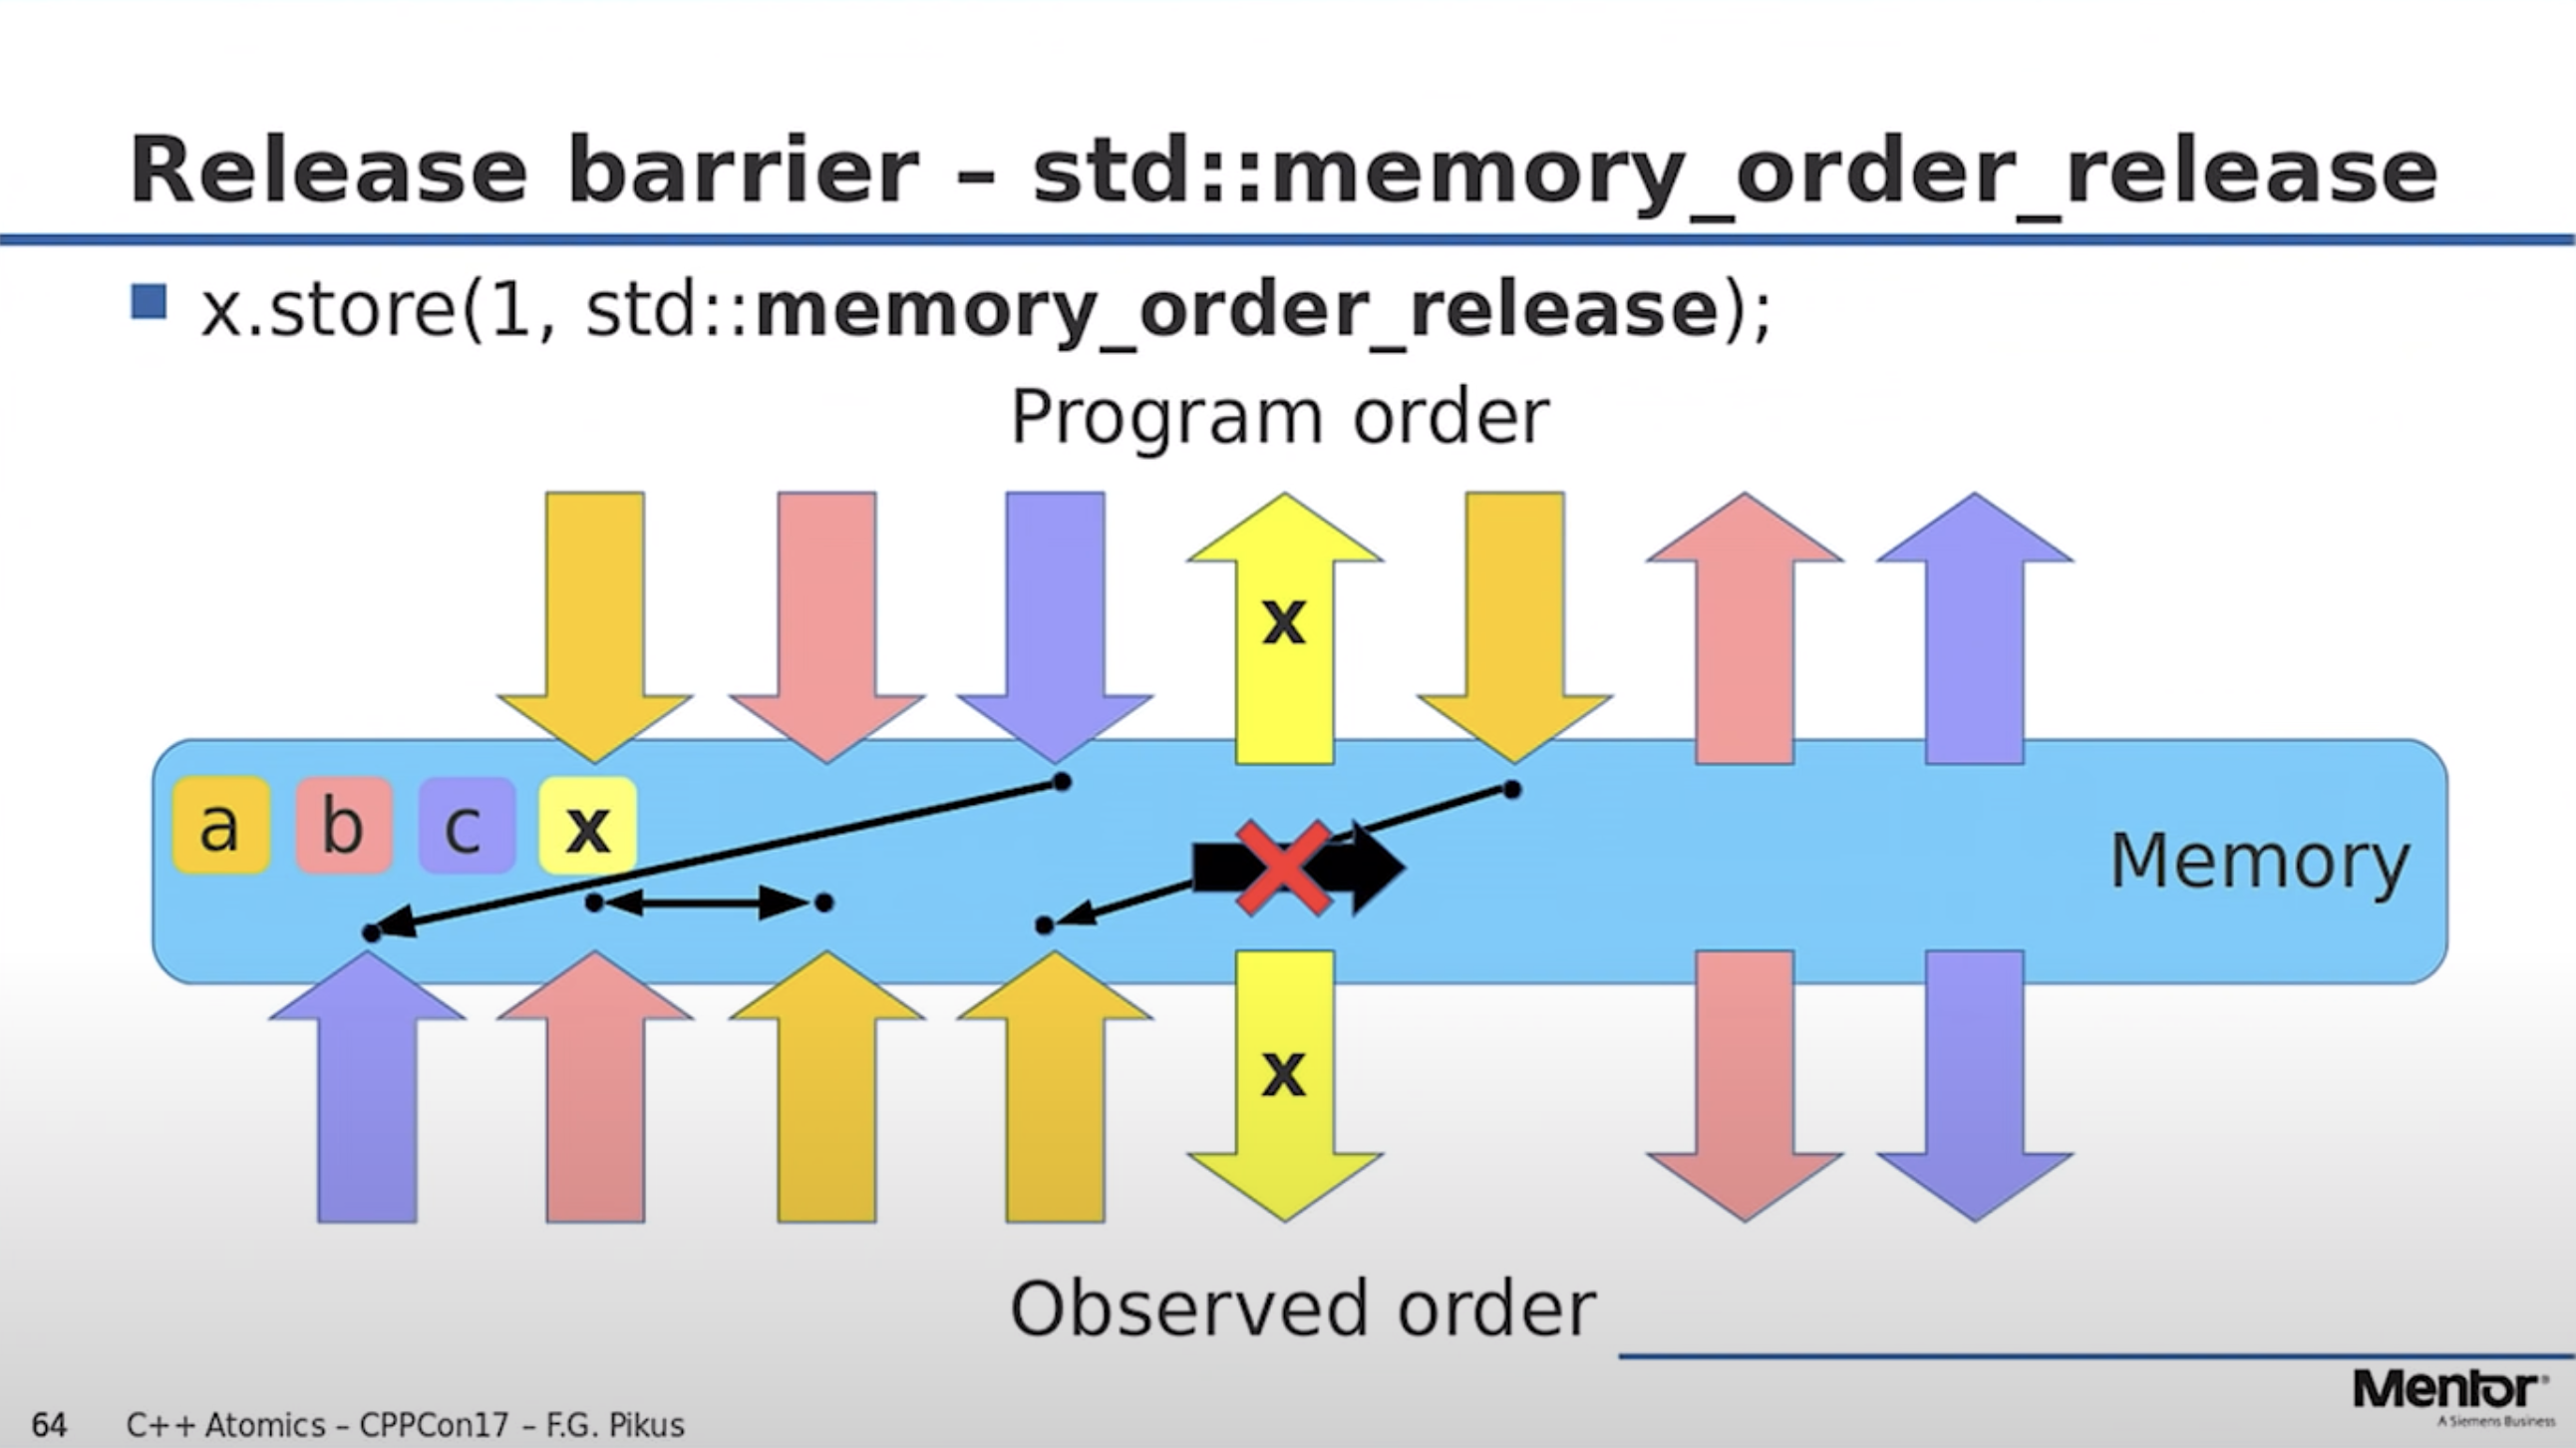 Release barrier – std::memory_order_release
x.store(1, std::memory_order_release);
Program order
x
a b c x
Memory
x
Observed order
Mentor®
A Siemens Business
64 C++ Atomics – CPPCon17 – F.G. Pikus